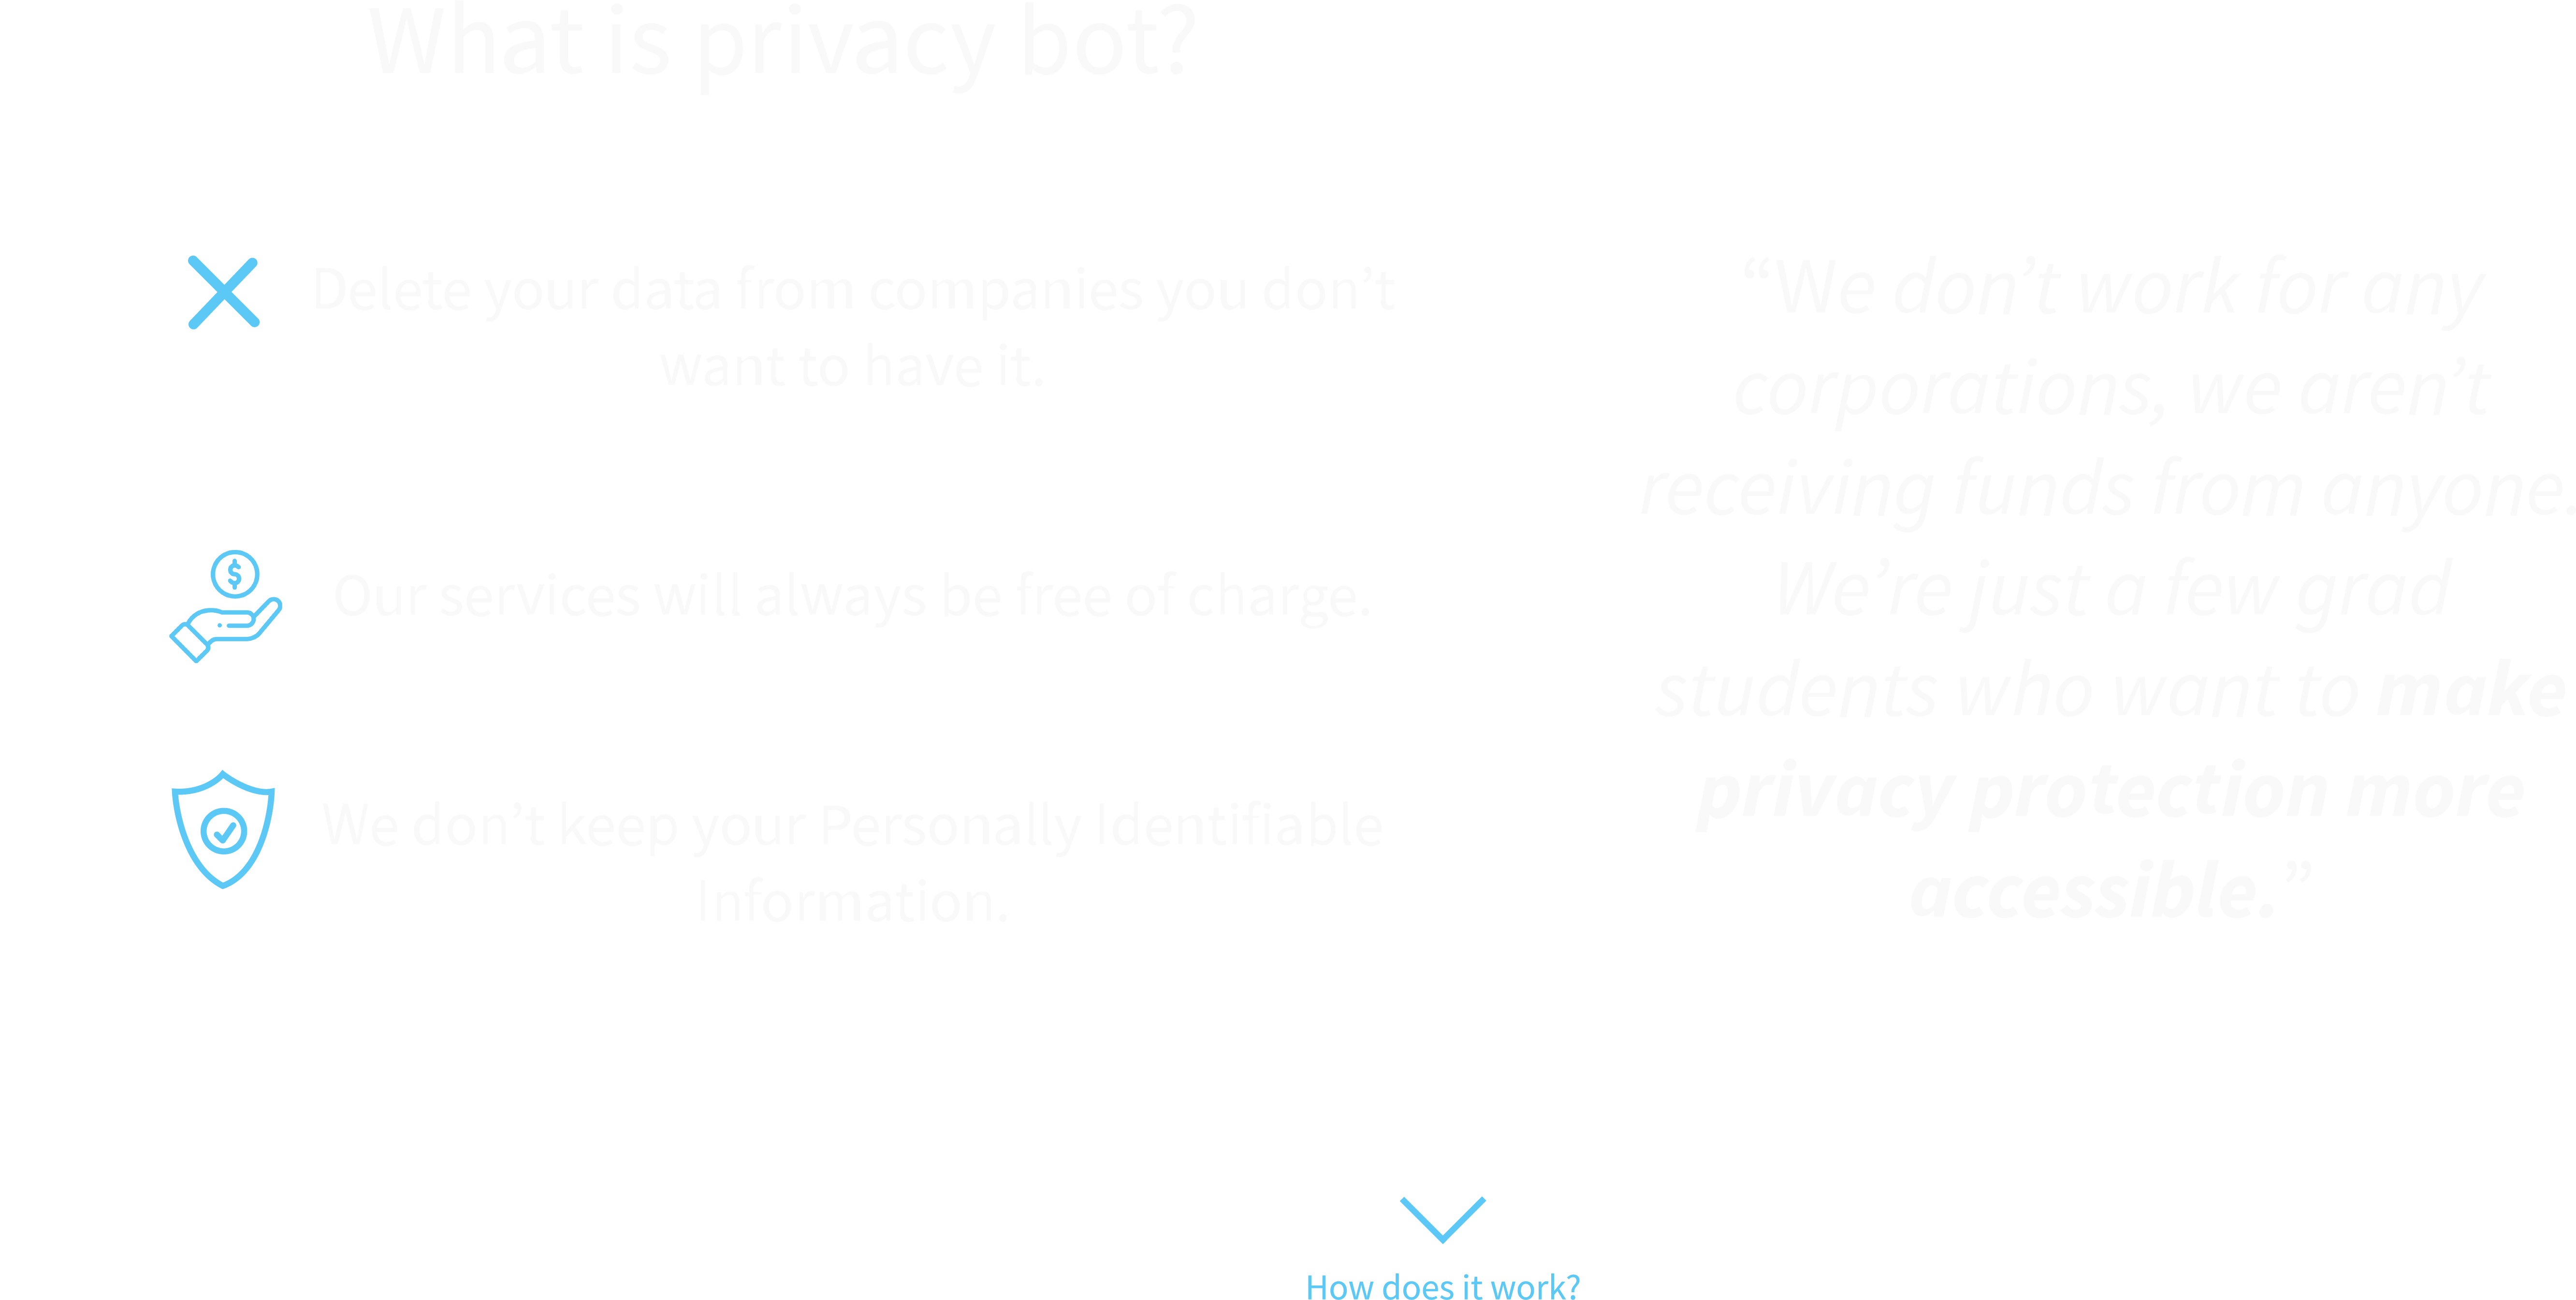 What is privacy bot?
Delete your data from companies you don’t
want to have it.
Our services will always be free of charge.
We don’t keep your Personally Identifiable
Information.
“We don’t work for any
corporations, we aren’t
receiving funds from anyone.
We’re just a few grad
students who want to make
privacy protection more
accessible.”
How does it work?